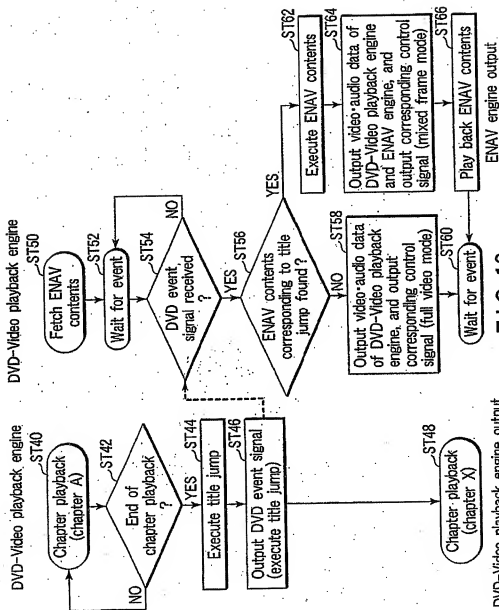 DVD-Video playback engine
ST40
Chapter playback
(chapter A)
ST42
End of
chapter playback
?
NO
YES
ST44
Execute title jump
ST46
Output DVD event signal
(execute title jump)
ST48
Chapter playback
(chapter X)
DVD-Video playback engine output
DVD-Video playback engine
ST50
Fetch ENAV
contents
ST52
Wait for event
ST54
DVD event
signal received
?
NO
YES
ST56
ENAV contents
corresponding to title
jump found?
YES
NO
ST58
Output video·audio data
of DVD-Video playback
engine, and output
corresponding control
signal (full video mode)
ST60
Wait for event
ST62
Execute ENAV contents
ST64
Output video·audio data of
DVD-Video playback engine
and ENAV engine, and
output corresponding control
signal (mixed frame mode)
ST66
Play back ENAV contents
ENAV engine output